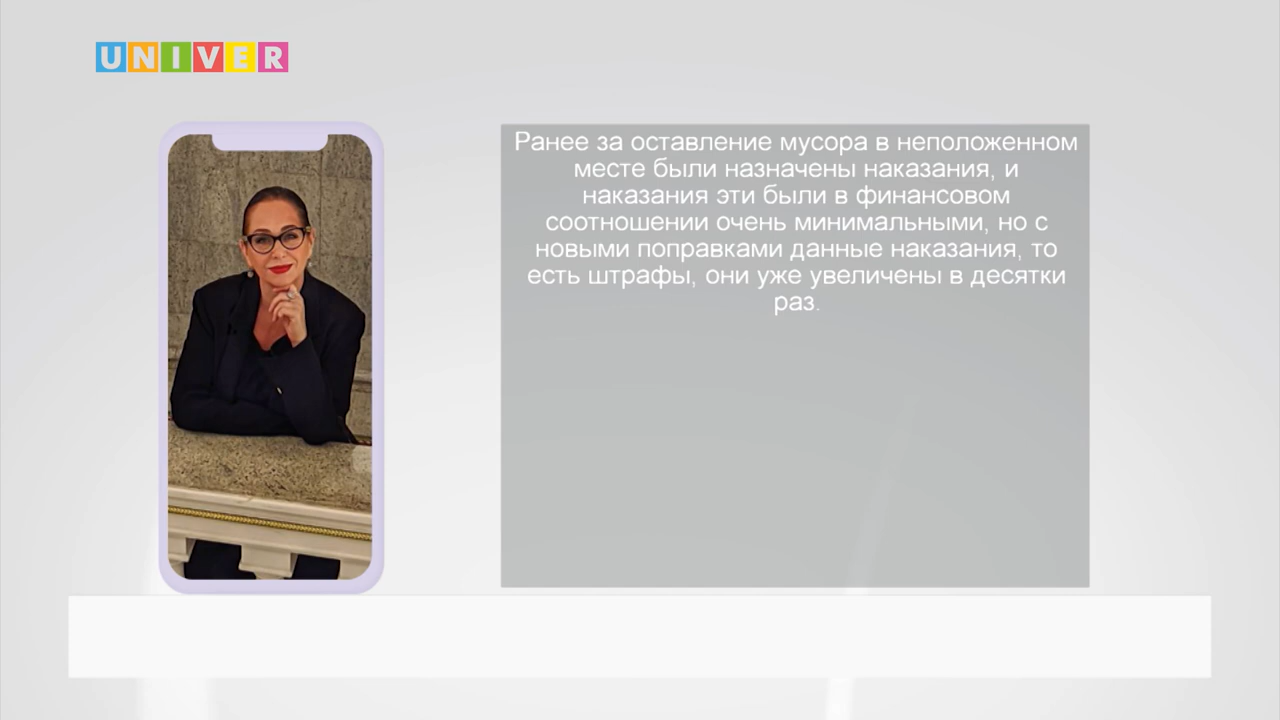 UNIVER
Ранее за оставление мусора в неположенном
месте были назначены наказания, и
наказания эти были в финансовом
соотношении очень минимальными, но с
новыми поправками данные наказания, то
есть штрафы, они уже увеличены в десятки
раз.